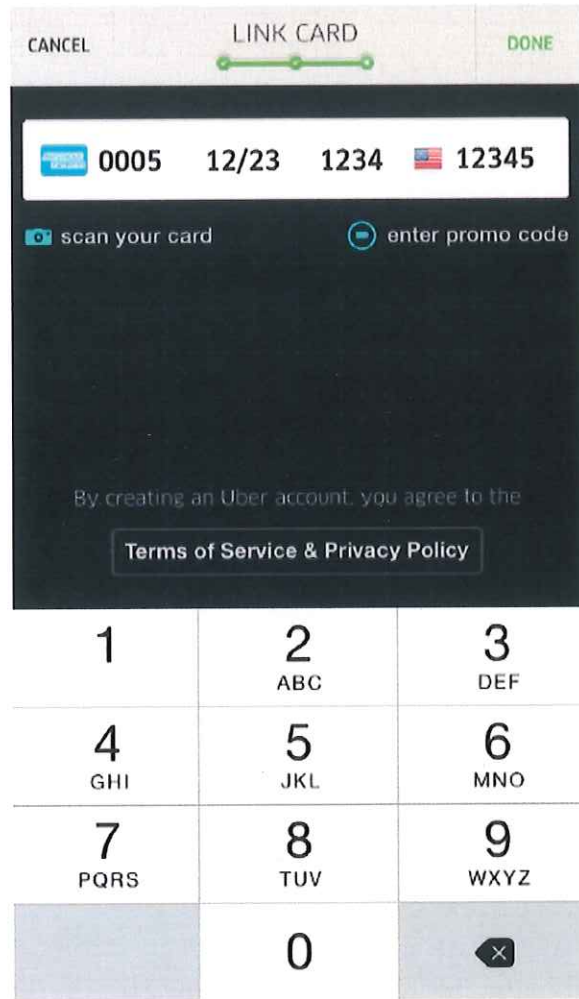 CANCEL LINK CARD DONE
0005 12/23 1234 12345
scan your card enter promo code
By creating an Uber account, you agree to the
Terms of Service & Privacy Policy
1 2 3
ABC DEF
4 5 6
GHI JKL MNO
7 8 9
PQRS TUV WXYZ
0